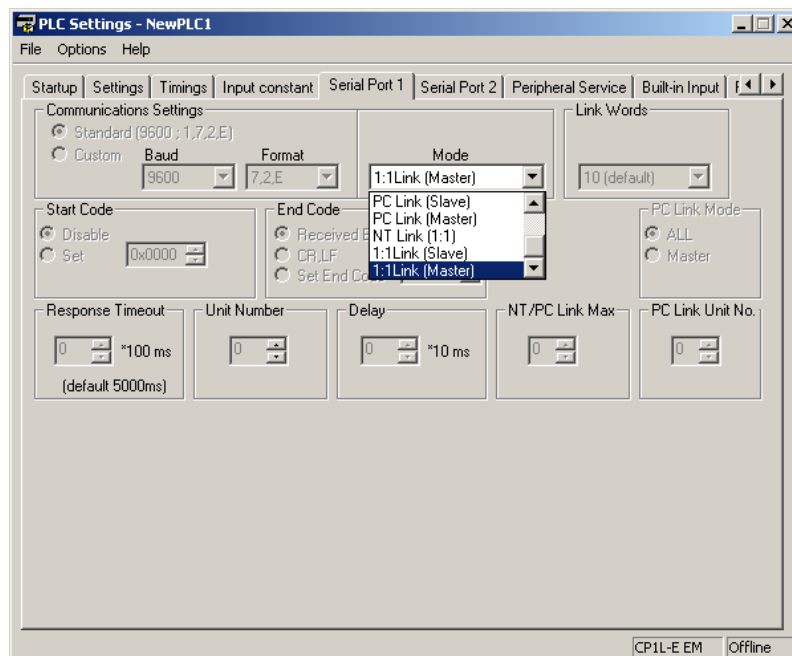 PLC Settings - NewPLC1
File Options Help
Startup Settings Timings Input constant Serial Port 1 Serial Port 2 Peripheral Service Built-in Input
Communications Settings
Link Words
Standard (9600 ; 1,7,2,E)
Custom Baud Format Mode
9600 7,2,E 1:1Link (Master) 10 (default)
PC Link (Slave)
PC Link (Master)
NT Link (1:1)
1:1Link (Slave)
1:1Link (Master)
Start Code End Code PC Link Mode
Disable Received ALL
Set 0x0000 CR,LF Master
Set End
Response Timeout Unit Number Delay NT/PC Link Max PC Link Unit No.
0 *100 ms 0 0 *10 ms 0 0
(default 5000ms)
CP1L-E EM Offline